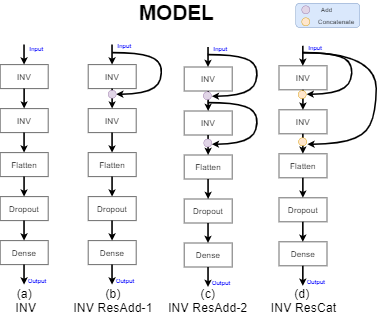 MODEL
Add
Concatenate
Input Input Input Input
INV INV INV INV
INV INV INV INV
Flatten Flatten Flatten Flatten
Dropout Dropout Dropout Dropout
Dense Dense Dense Dense
Output Output Output Output
(a) (b) (c) (d)
INV INV ResAdd-1 INV ResAdd-2 INV ResCat